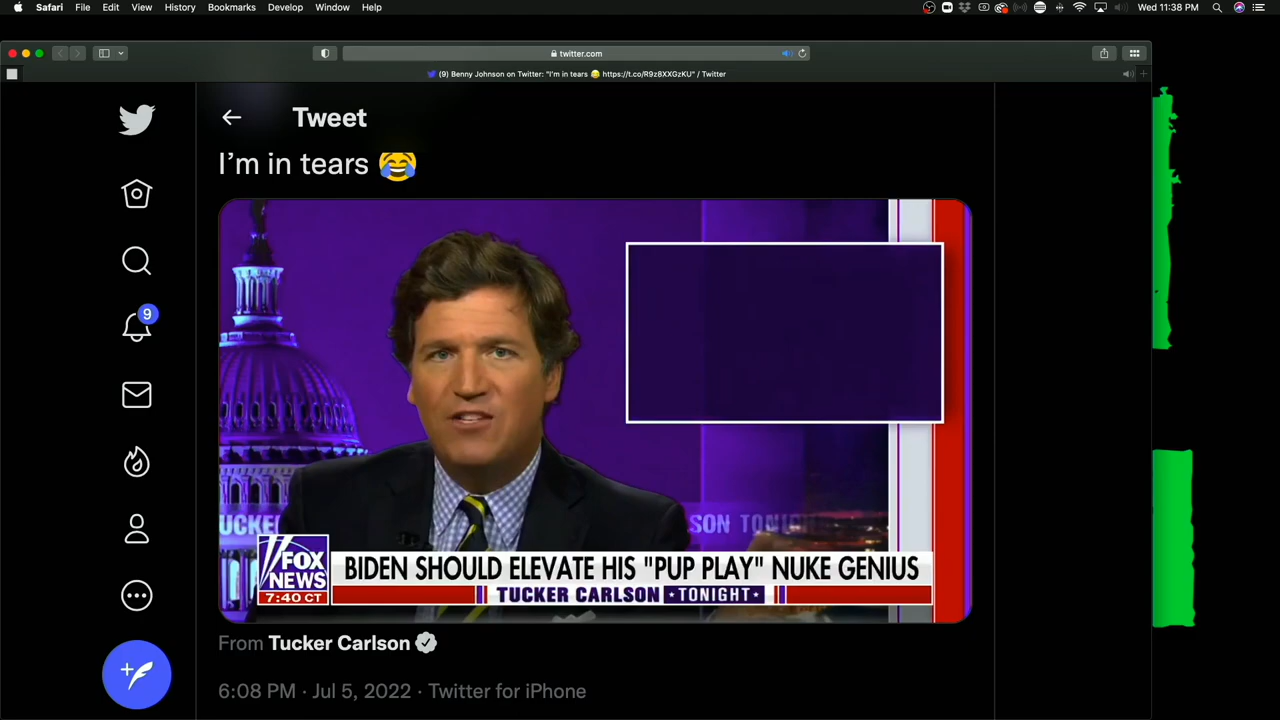 Safari File Edit View History Bookmarks Develop Window Help Wed 11:38 PM
twitter.com
(9) Benny Johnson on Twitter: "I'm in tears 😂 https://t.co/R9z8XXGzKU" / Twitter
Tweet
I'm in tears 😂
9
TUCKER
SON TONIGH
FOX
NEWS
7:40 CT
BIDEN SHOULD ELEVATE HIS "PUP PLAY" NUKE GENIUS
TUCKER CARLSON TONIGHT
From Tucker Carlson
6:08 PM · Jul 5, 2022 · Twitter for iPhone